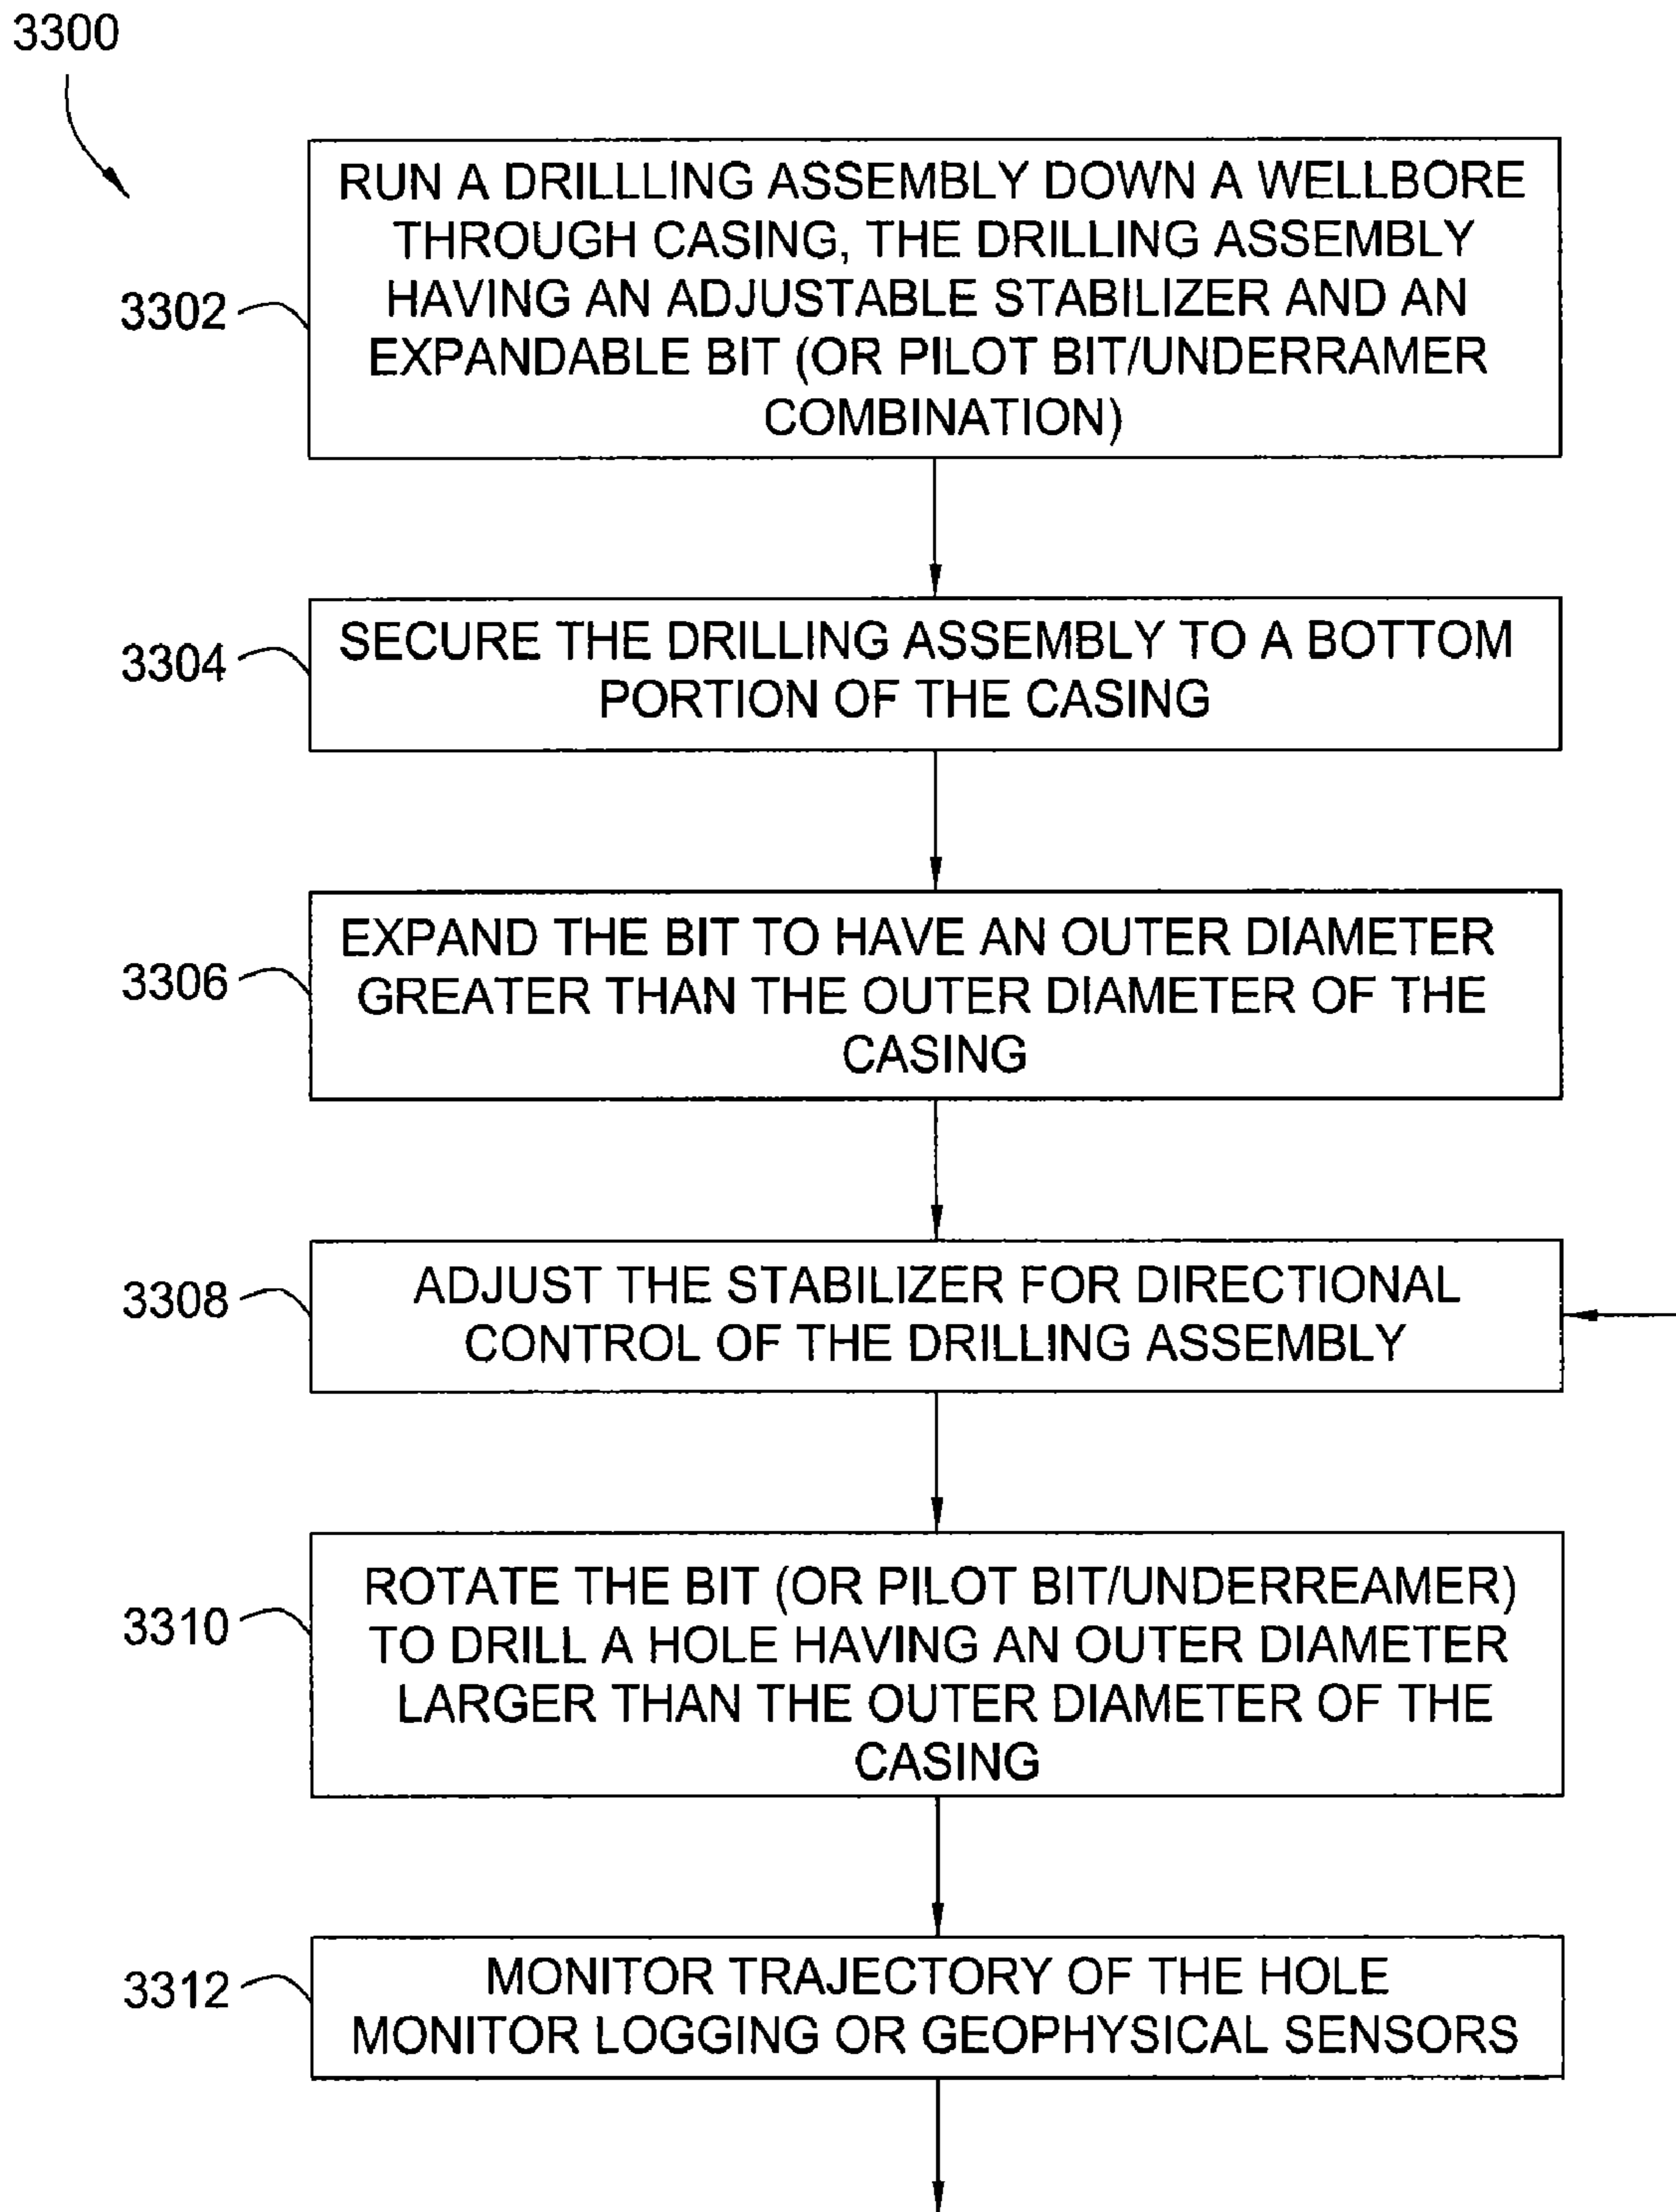 3300
RUN A DRILLLING ASSEMBLY DOWN A WELLBORE
THROUGH CASING, THE DRILLING ASSEMBLY
HAVING AN ADJUSTABLE STABILIZER AND AN
EXPANDABLE BIT (OR PILOT BIT/UNDERRAMER
COMBINATION)
3302
SECURE THE DRILLING ASSEMBLY TO A BOTTOM
PORTION OF THE CASING
3304
EXPAND THE BIT TO HAVE AN OUTER DIAMETER
GREATER THAN THE OUTER DIAMETER OF THE
CASING
3306
ADJUST THE STABILIZER FOR DIRECTIONAL
CONTROL OF THE DRILLING ASSEMBLY
3308
ROTATE THE BIT (OR PILOT BIT/UNDERREAMER)
TO DRILL A HOLE HAVING AN OUTER DIAMETER
LARGER THAN THE OUTER DIAMETER OF THE
CASING
3310
MONITOR TRAJECTORY OF THE HOLE
MONITOR LOGGING OR GEOPHYSICAL SENSORS
3312